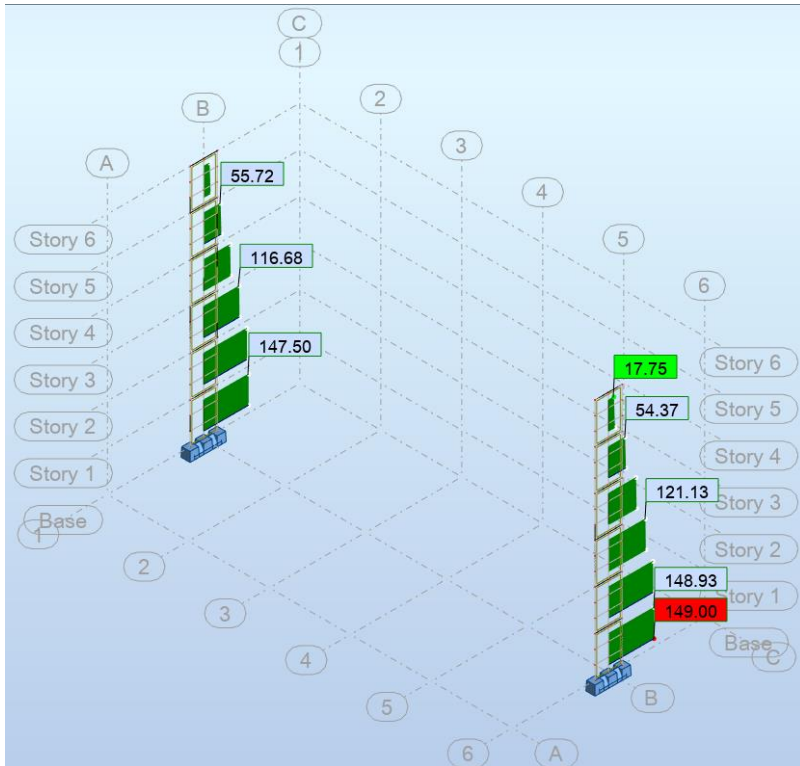 C
1
2
B
A
3
55.72
4
Story 6
5
116.68
Story 5
6
Story 4
147.50
Story 3
17.75
Story 6
54.37
Story 5
Story 2
Story 4
Story 1
121.13
Story 3
Base
1
Story 2
2
148.93
Story 1
3
149.00
Base
C
4
5
B
6
A